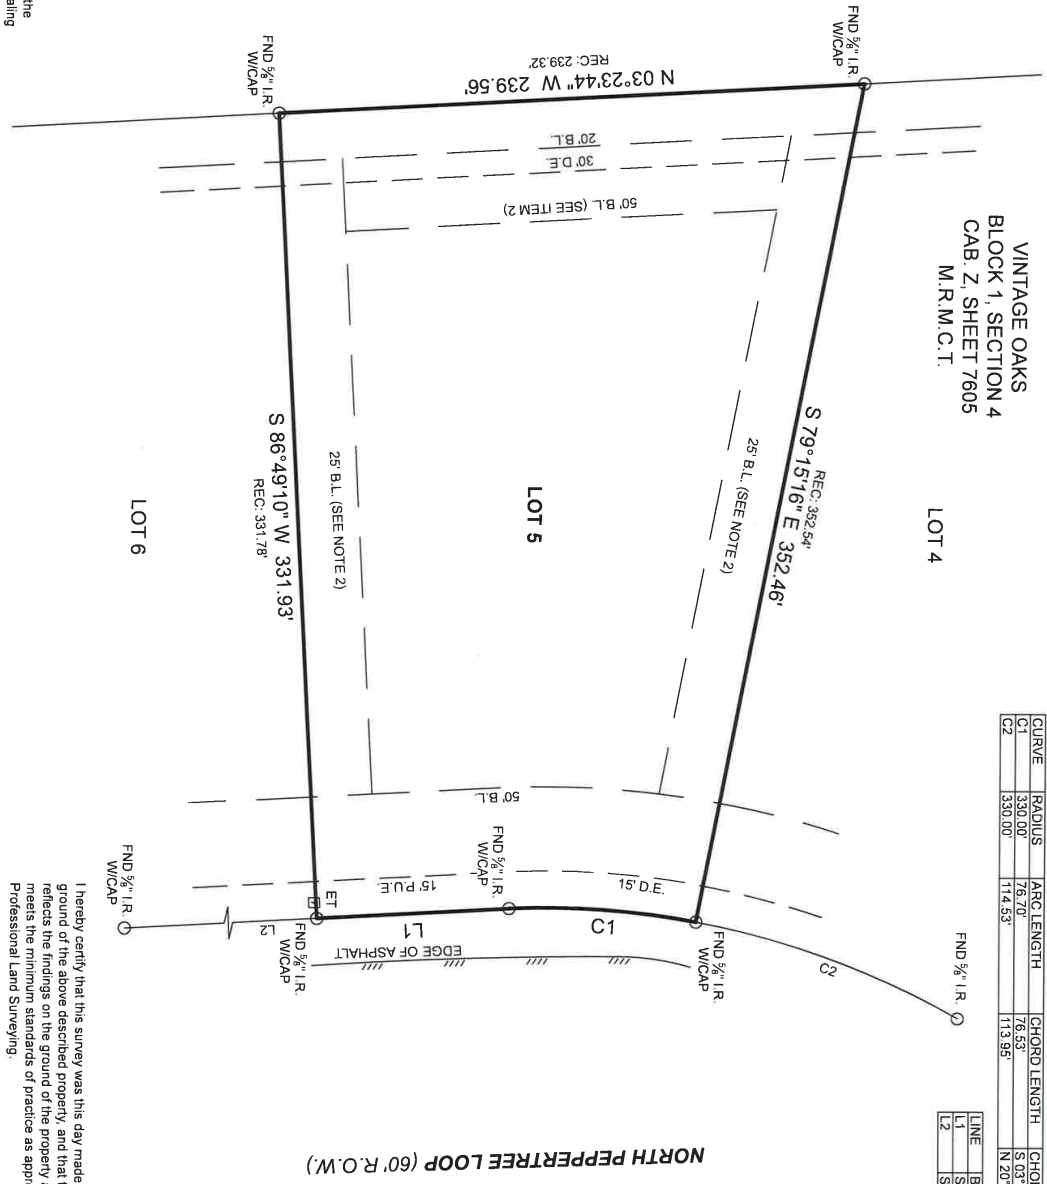 VINTAGE OAKS
BLOCK 1, SECTION 4
CAB. Z, SHEET 7605
M.R.M.C.T.
LOT 4
LOT 5
LOT 6
FND ⅝" I.R.
W/CAP
FND ⅝" I.R.
W/CAP
N 03°23'44" W 239.56'
REC: 239.32'
20' B.L.
30' D.E.
50' B.L. (SEE ITEM 2)
REC: 352.54'
S 79°15'16" E 352.46'
25' B.L. (SEE NOTE 2)
25' B.L. (SEE NOTE 2)
S 86°49'10" W 331.93'
REC: 331.78'
50' B.L.
15' P.U.E.
15' D.E.
FND ⅝" I.R.
W/CAP
ET
FND ⅝" I.R.
W/CAP
FND ⅝" I.R.
W/CAP
FND ⅝" I.R.
W/CAP
FND ⅝" I.R.
L1
L2
C1
C2
EDGE OF ASPHALT
NORTH PEPPERTREE LOOP (60' R.O.W.)
CURVE RADIUS ARC LENGTH CHORD LENGTH
C1 330.00' 76.70' 76.53' S 03°
C2 330.00' 114.53' 113.95' N 20°
LINE
L1 S
L2 S
the
I hereby certify that this survey was this day made
ground of the above described property, and that
reflects the findings on the ground of the property
meets the minimum standards of practice as
Professional Land Surveying.